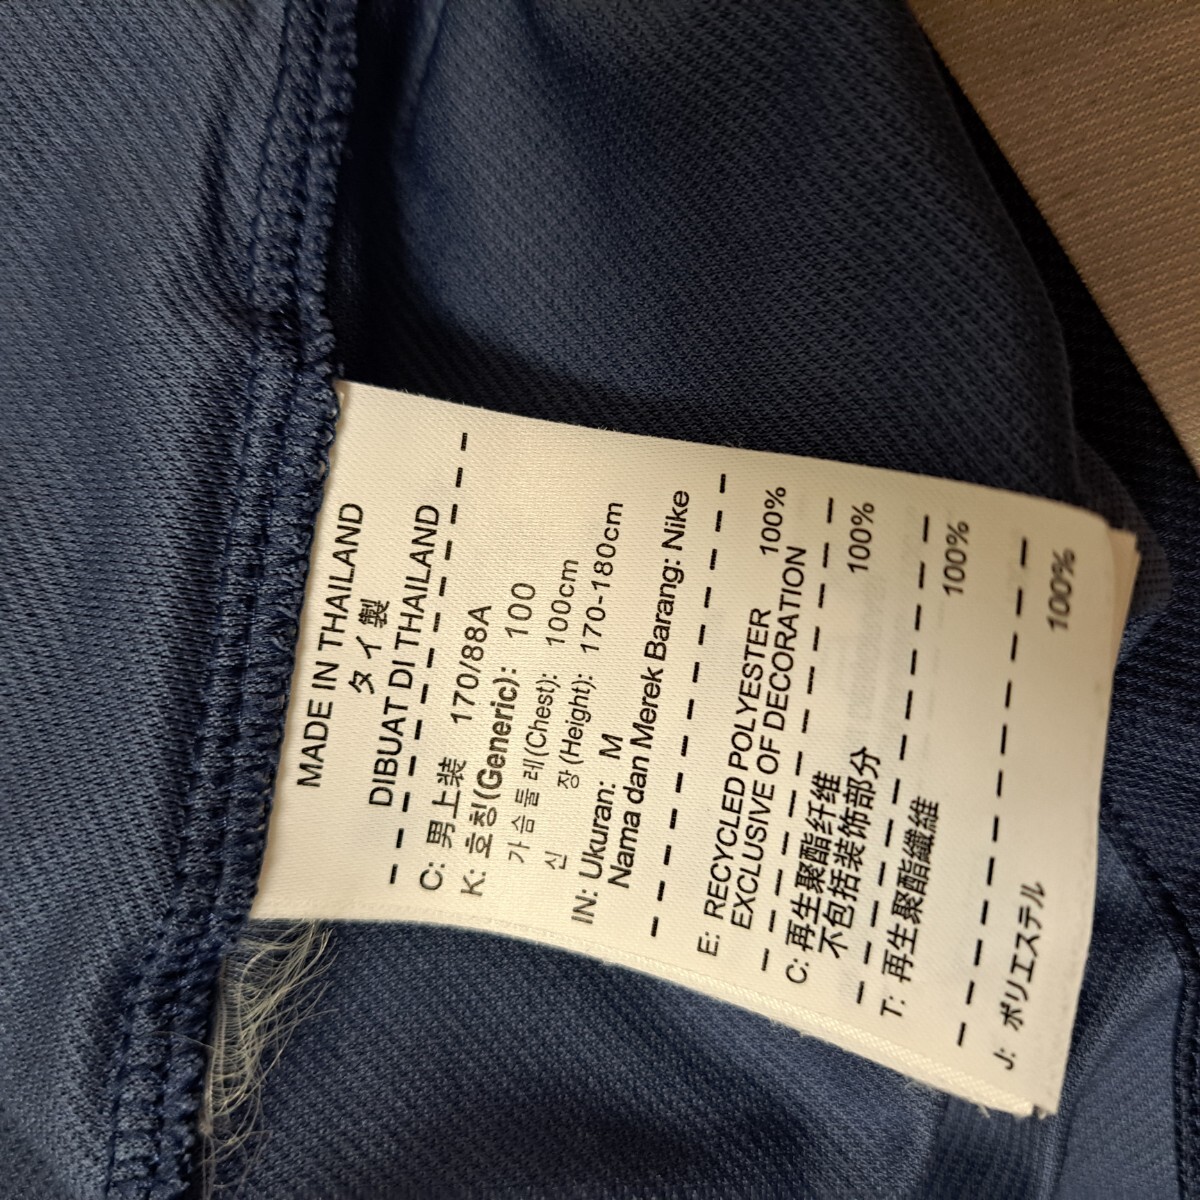 MADE IN THAILAND
タイ製
DIBUAT DI THAILAND
C: 男上装 170/88A
K: 호칭(Generic): 100
가슴둘레(Chest): 100cm
신 장(Height): 170-180cm
IN: Ukuran: M
Nama dan Merek Barang: Nike
E: RECYCLED POLYESTER 100%
EXCLUSIVE OF DECORATION
C: 再生聚酯纤维 100%
不包括装饰部分
T: 再生聚酯纖維 100%
J: ポリエステル 100%